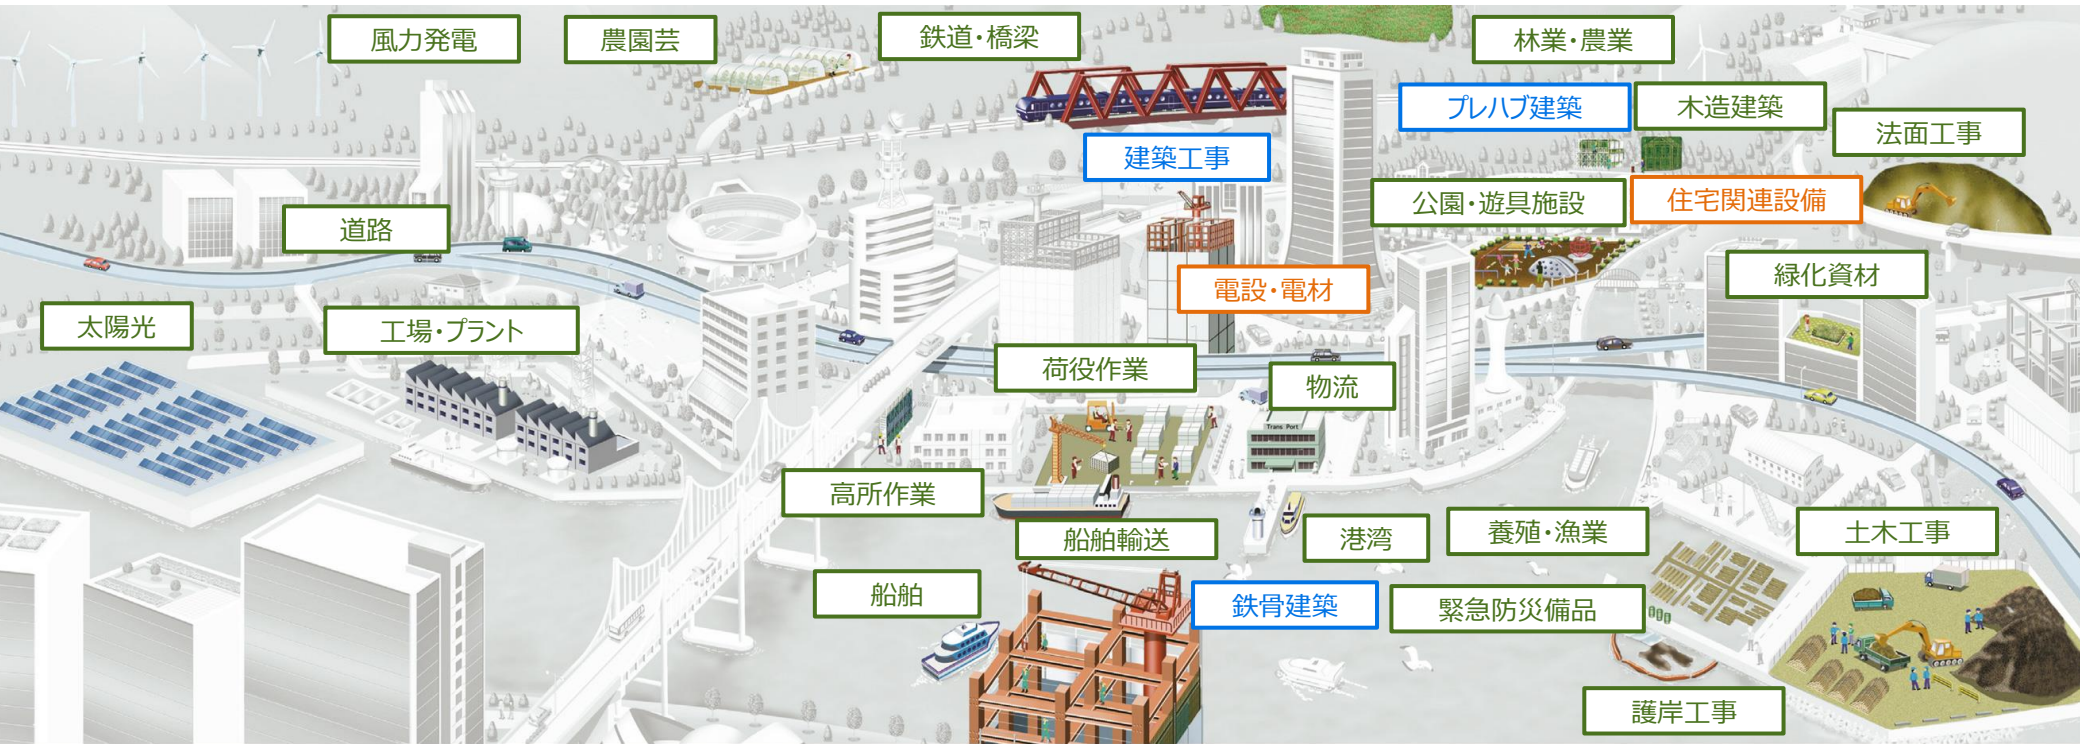 風力発電
農園芸
鉄道・橋梁
林業・農業
プレハブ建築
木造建築
法面工事
建築工事
公園・遊具施設
住宅関連設備
道路
電設・電材
緑化資材
太陽光
工場・プラント
荷役作業
物流
Trans Port
高所作業
船舶輸送
港湾
養殖・漁業
土木工事
船舶
鉄骨建築
緊急防災備品
護岸工事